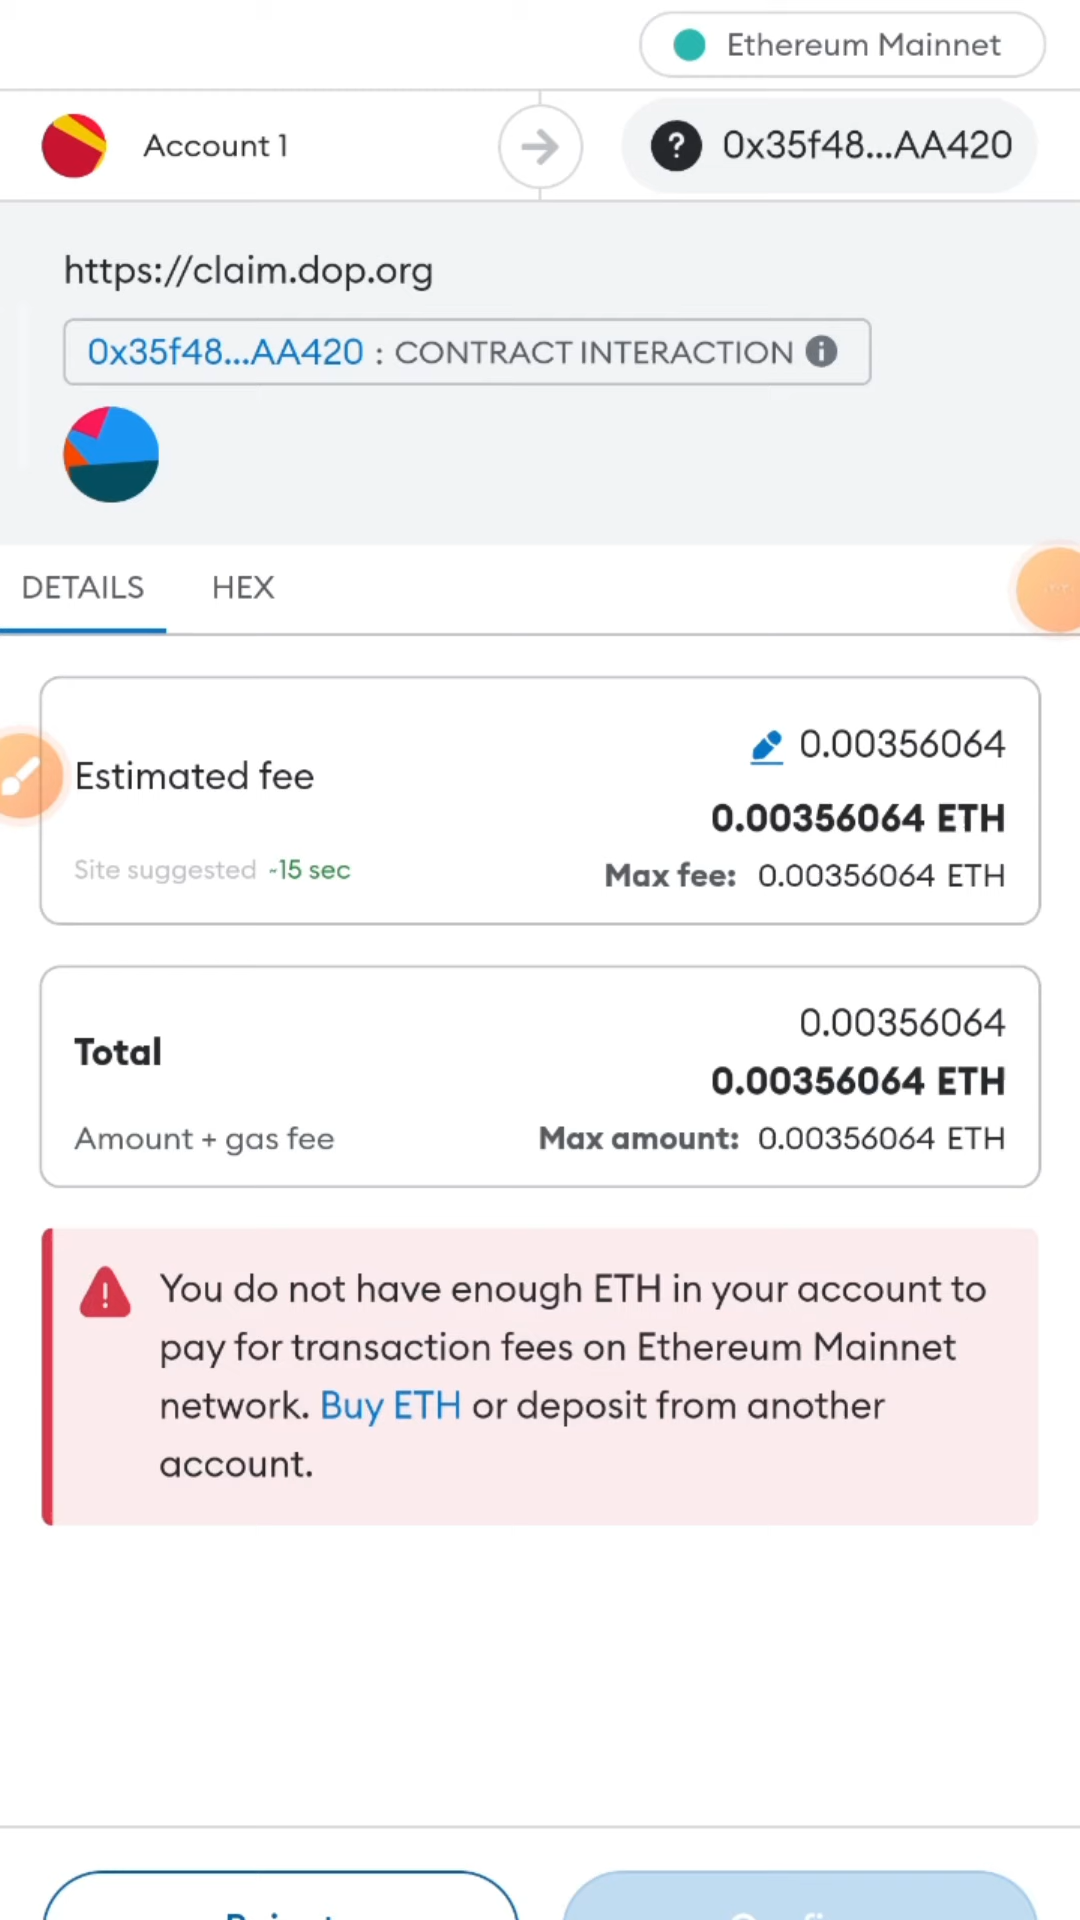 Ethereum Mainnet
Account 1
? 0x35f48...AA420
https://claim.dop.org
0x35f48...AA420 : CONTRACT INTERACTION i
DETAILS HEX
0.00356064
Estimated fee
0.00356064 ETH
Site suggested ~15 sec
Max fee: 0.00356064 ETH
0.00356064
Total
0.00356064 ETH
Amount + gas fee
Max amount: 0.00356064 ETH
! You do not have enough ETH in your account to
pay for transaction fees on Ethereum Mainnet
network. Buy ETH or deposit from another
account.